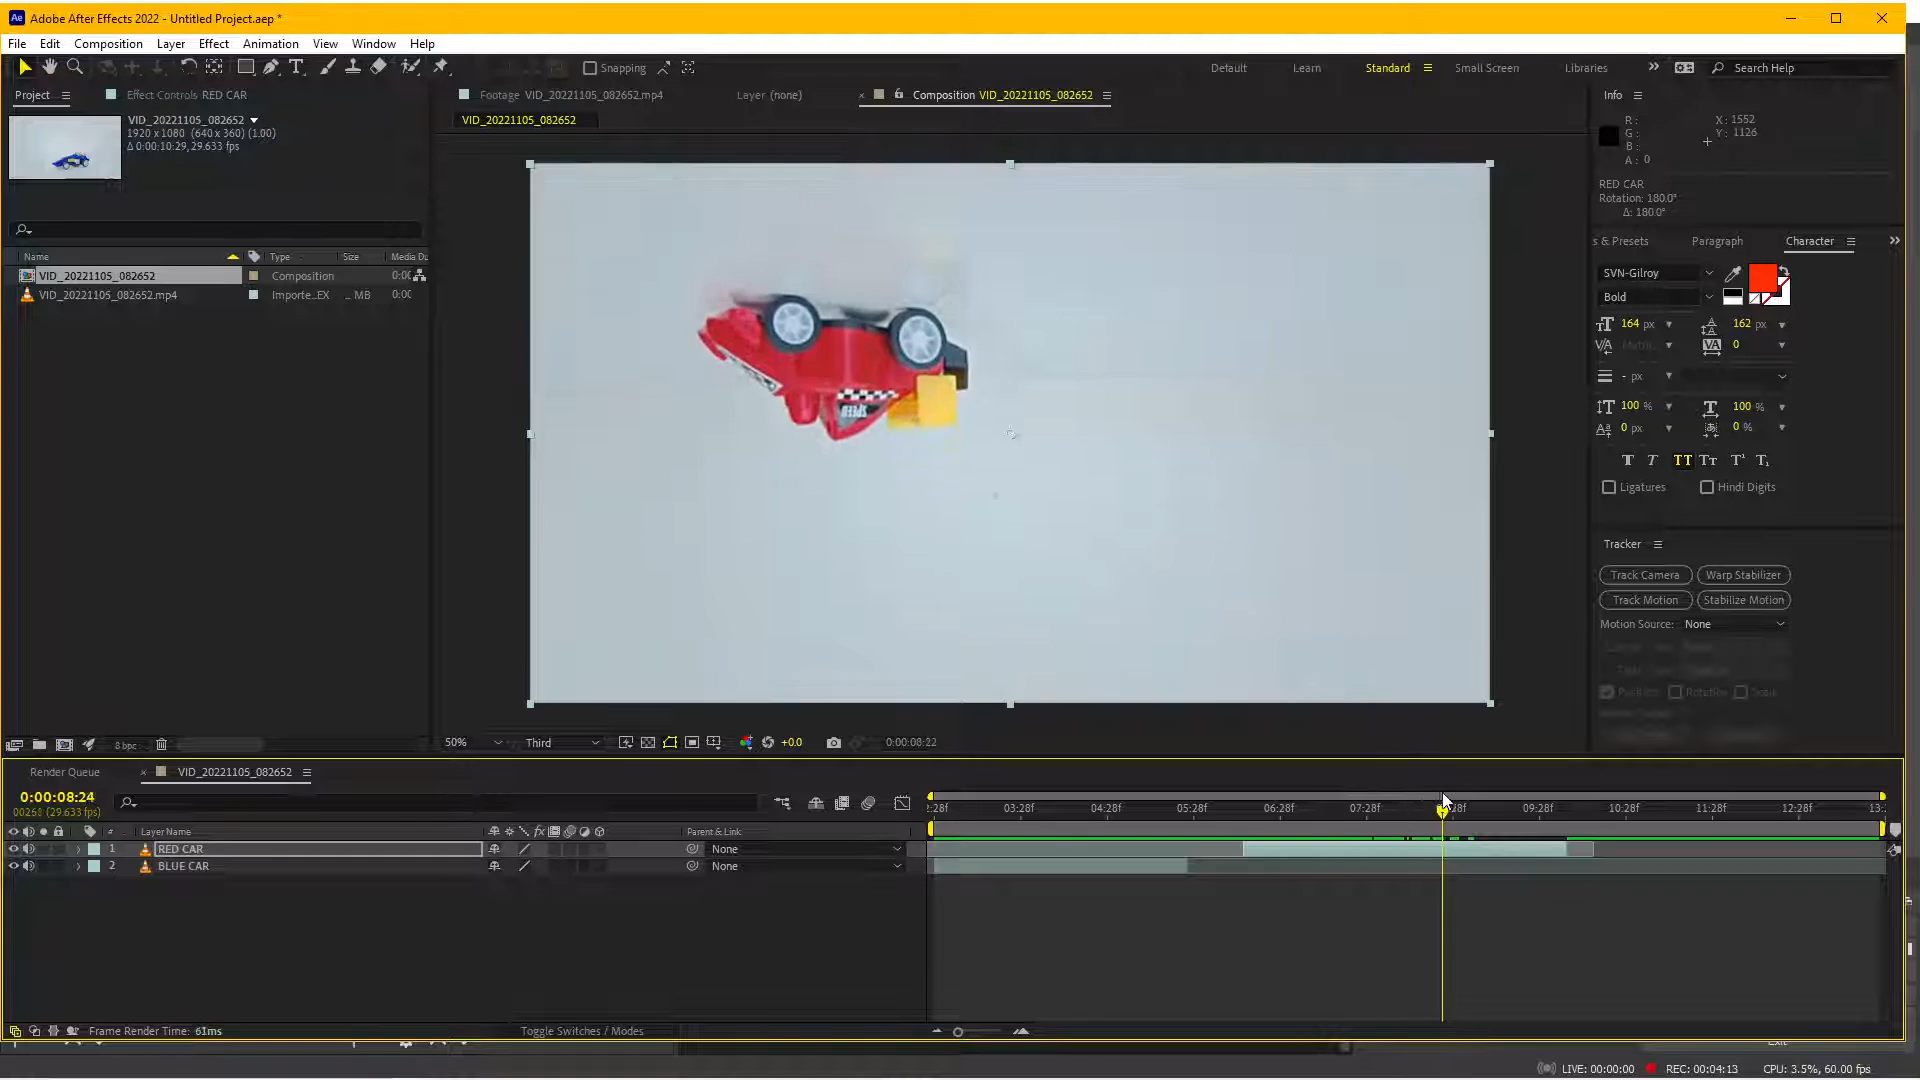 Adobe After Effects 2022 - Untitled Project.aep *
File Edit Composition Layer Effect Animation View Window Help
Snapping
Default Learn Standard Small Screen Libraries Search Help
Project Effect Controls RED CAR
Footage VID_20221105_082652.mp4 Layer (none) Composition VID_20221105_082652
VID_20221105_082652
Info
VID_20221105_082652
1920 x 1080 (640 x 360) (1.00)
Δ 0:00:10:29, 29.633 fps
R :
G :
B :
A : 0
X : 1552
Y : 1126
RED CAR
Rotation: 180.0°
Δ: 180.0°
s & Presets Paragraph Character
Name Type Size Media Du
VID_20221105_082652 Composition 0:00
VID_20221105_082652.mp4 Importe...EX ... MB 0:00
SVN-Gilroy
Bold
164 px 162 px
0
- px
100 % 100 %
0 px 0 %
T T TT Tт T¹ T₁
Ligatures Hindi Digits
SPEED
Tracker
Track Camera Warp Stabilizer
Track Motion Stabilize Motion
Motion Source: None
8 bpc
50% Third +0.0 0:00:08:22
Render Queue VID_20221105_082652
0:00:08:24
(29.633 fps)
:28f 03:28f 04:28f 05:28f 06:28f 07:28f 28f 09:28f 10:28f 11:28f 12:28f 13:
# Layer Name fx Parent & Link
1 RED CAR None
2 BLUE CAR None
Frame Render Time: 61ms Toggle Switches / Modes
LIVE: 00:00:00 REC: 00:04:13 CPU: 3.5%, 60.00 fps